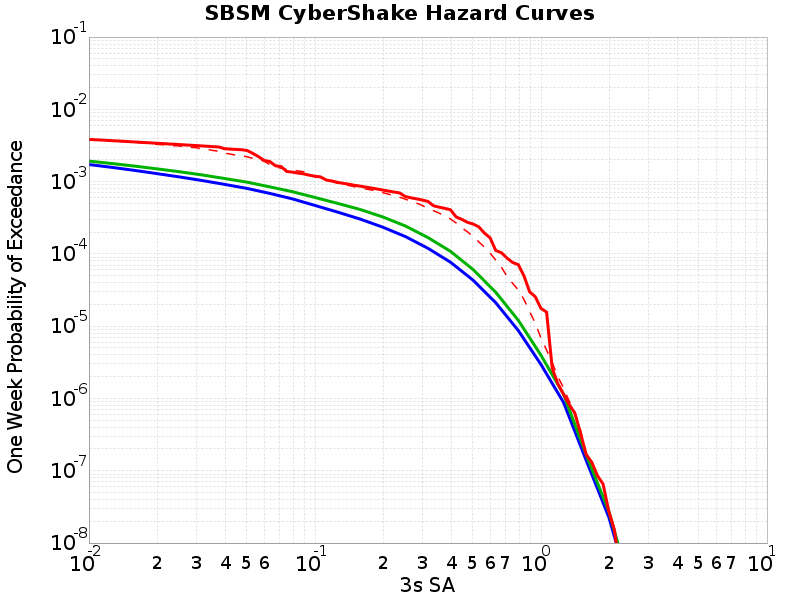 SBSM CyberShake Hazard Curves
One Week Probability of Exceedance
10^-1
10^-2
10^-3
10^-4
10^-5
10^-6
10^-7
10^-8
10^-2 2 3 4 5 6 10^-1 2 3 4 5 6 7 10^0 2 3 4 5 6 7 10^1
3s SA